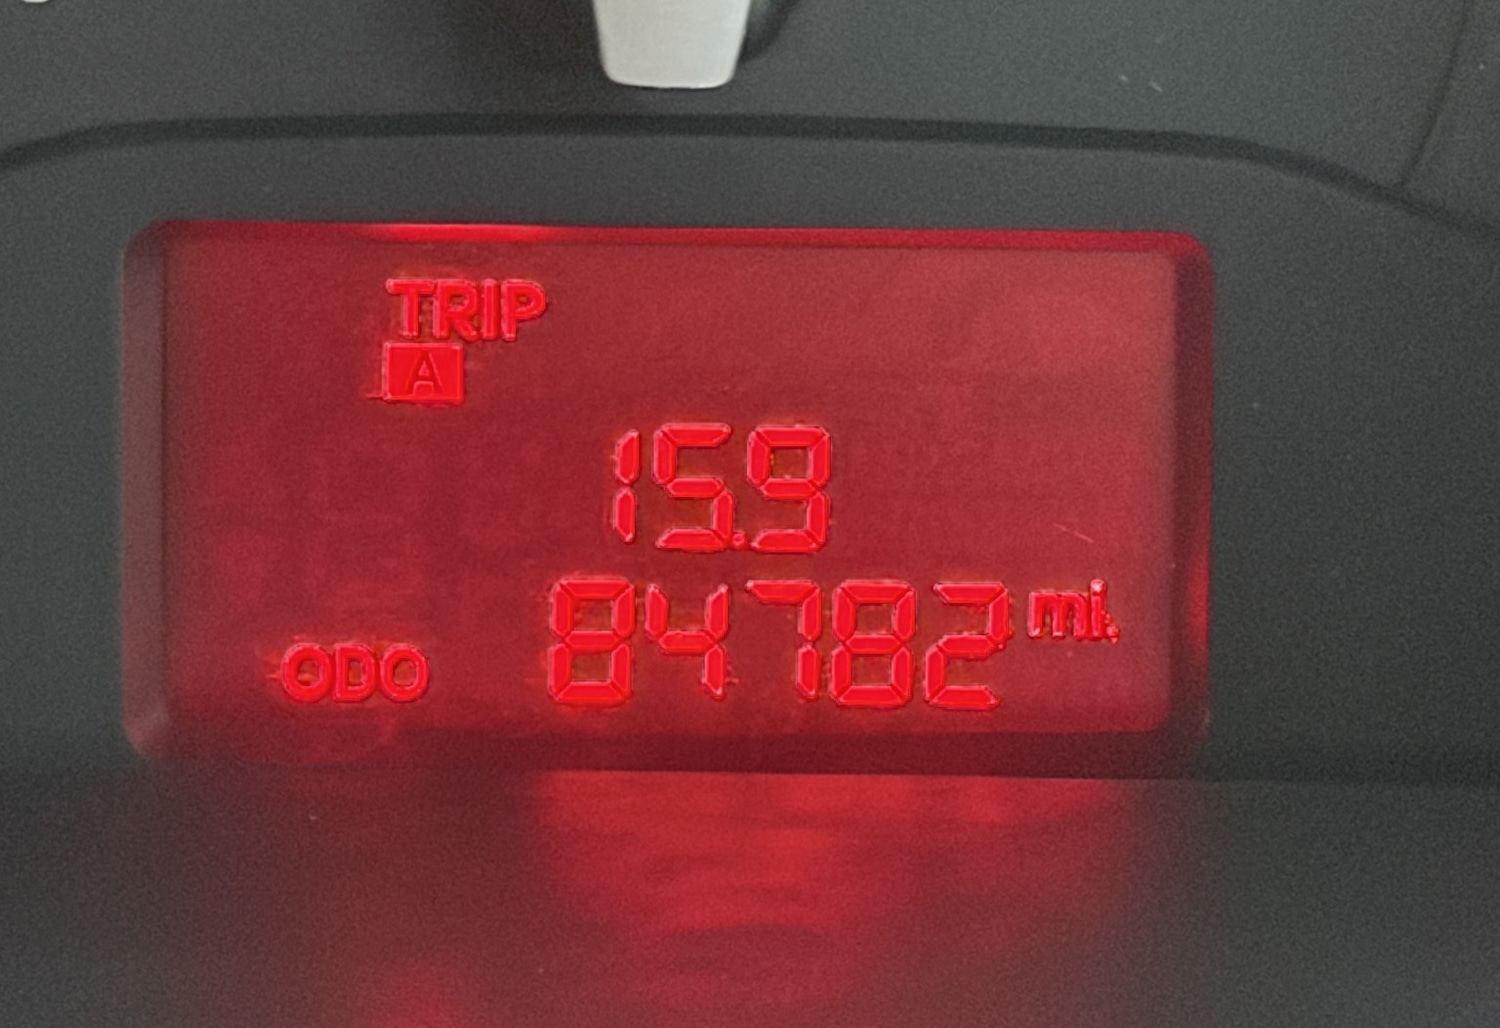 TRIP
A
15.9
ODO 84782 mi.